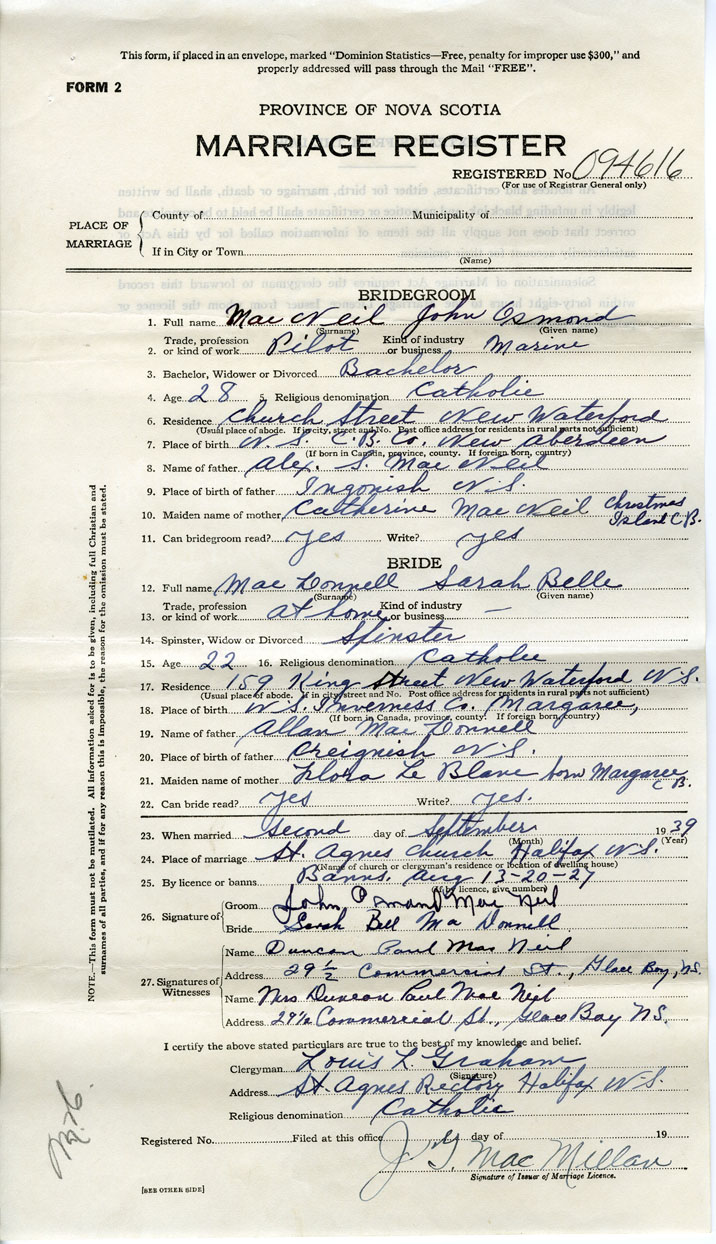 This form, if placed in an envelope, marked "Dominion Statistics—Free, penalty for improper use $300," and
properly addressed will pass through the Mail "FREE".
FORM 2
PROVINCE OF NOVA SCOTIA
MARRIAGE REGISTER
REGISTERED No. 094616
(For use of Registrar General only)
PLACE OF MARRIAGE
County of Municipality of
If in City or Town
(Name)
BRIDEGROOM
1. Full name Mac Neil John Osmond
(Surname) (Given name)
2. Trade, profession or kind of work Pilot Kind of industry or business Marine
3. Bachelor, Widower or Divorced Bachelor
4. Age 28 5. Religious denomination Catholic
6. Residence Church Street New Waterford
(Usual place of abode. If in city, street and No. Post office address for residents in rural parts not sufficient)
7. Place of birth N.S. C.B. Co. New Aberdeen
(If born in Canada, province, county. If foreign born, country)
8. Name of father Alex. S. Mac Neil
9. Place of birth of father Ingonish N.S.
10. Maiden name of mother Catherine Mac Neil Christmas Island C.B.
11. Can bridegroom read? yes Write? yes
BRIDE
12. Full name Mac Donnell Sarah Belle
(Surname) (Given name)
13. Trade, profession or kind of work at home Kind of industry or business —
14. Spinster, Widow or Divorced Spinster
15. Age 22 16. Religious denomination Catholic
17. Residence 159 King Street New Waterford N.S.
(Usual place of abode. If in city street and No. Post office address for residents in rural parts not sufficient)
18. Place of birth N.S. Inverness Co. Margaree,
(If born in Canada, province, county. If foreign born, country)
19. Name of father Allan Mac Donnell
20. Place of birth of father Creignish N.S.
21. Maiden name of mother Flora Le Blanc born Margaree C.B.
22. Can bride read? yes Write? yes.
23. When married second day of September 1939
(Month) (Year)
24. Place of marriage St. Agnes Church Halifax N.S.
(Name of church or clergyman's residence or location of dwelling house)
25. By licence or banns Banns. Aug 13-20-27
(If by licence, give number)
26. Signature of
Groom John Osmond Mac Neil
Bride Sarah Bell Mac Donnell
27. Signatures of Witnesses
Name Duncan Paul Mac Neil
Address 29½ Commercial St., Glace Bay, N.S.
Name Mrs Duncan Paul Mac Neil
Address 29½ Commercial St., Glace Bay N.S.
I certify the above stated particulars are true to the best of my knowledge and belief.
Clergyman Louis L. Graham
(Signature)
Address St. Agnes Rectory Halifax N.S.
Religious denomination Catholic
Registered No. Filed at this office day of 19
J. G. Mac Millan
Signature of Issuer of Marriage Licence.
[SEE OTHER SIDE]
NOTE.—This form must not be mutilated. All Information asked for is to be given, including full Christian and
surnames of all parties, and if for any reason this is impossible, the reason for the omission must be stated.